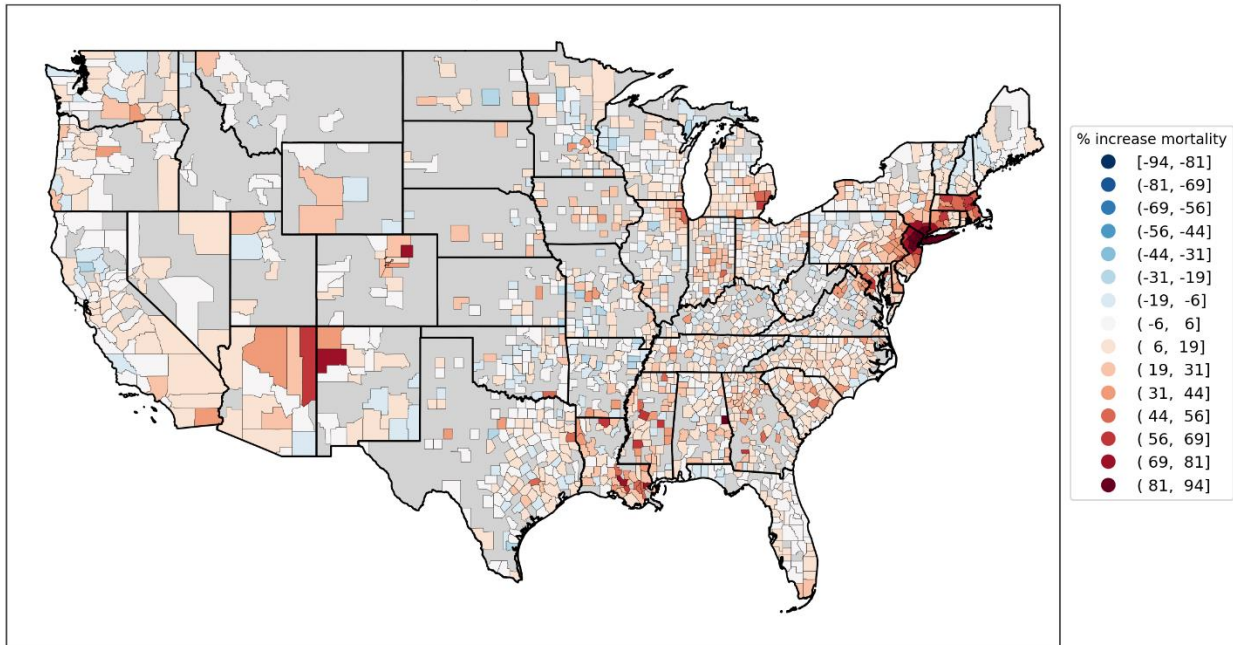 % increase mortality
[-94, -81]
(-81, -69]
(-69, -56]
(-56, -44]
(-44, -31]
(-31, -19]
(-19, -6]
( -6, 6]
( 6, 19]
( 19, 31]
( 31, 44]
( 44, 56]
( 56, 69]
( 69, 81]
( 81, 94]